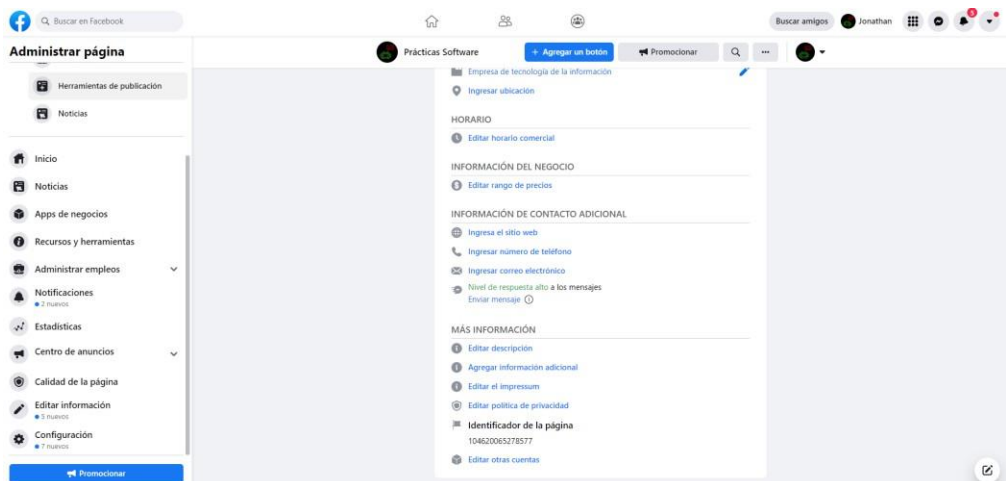 Buscar en Facebook
Buscar amigos
Jonathan
5
Administrar página
Prácticas Software
+ Agregar un botón
Promocionar
Herramientas de publicación
Noticias
Inicio
Noticias
Apps de negocios
Recursos y herramientas
Administrar empleos
Notificaciones
2 nuevos
Estadísticas
Centro de anuncios
Calidad de la página
Editar información
5 nuevos
Configuración
7 nuevos
Promocionar
Empresa de tecnología de la información
Ingresar ubicación
HORARIO
Editar horario comercial
INFORMACIÓN DEL NEGOCIO
Editar rango de precios
INFORMACIÓN DE CONTACTO ADICIONAL
Ingresa el sitio web
Ingresar número de teléfono
Ingresar correo electrónico
Nivel de respuesta alto a los mensajes
Enviar mensaje
MÁS INFORMACIÓN
Editar descripción
Agregar información adicional
Editar el impressum
Editar política de privacidad
Identificador de la página
104620065278577
Editar otras cuentas